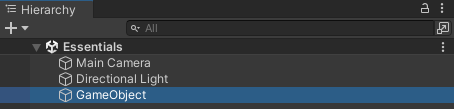 Hierarchy
All
Essentials
Main Camera
Directional Light
GameObject